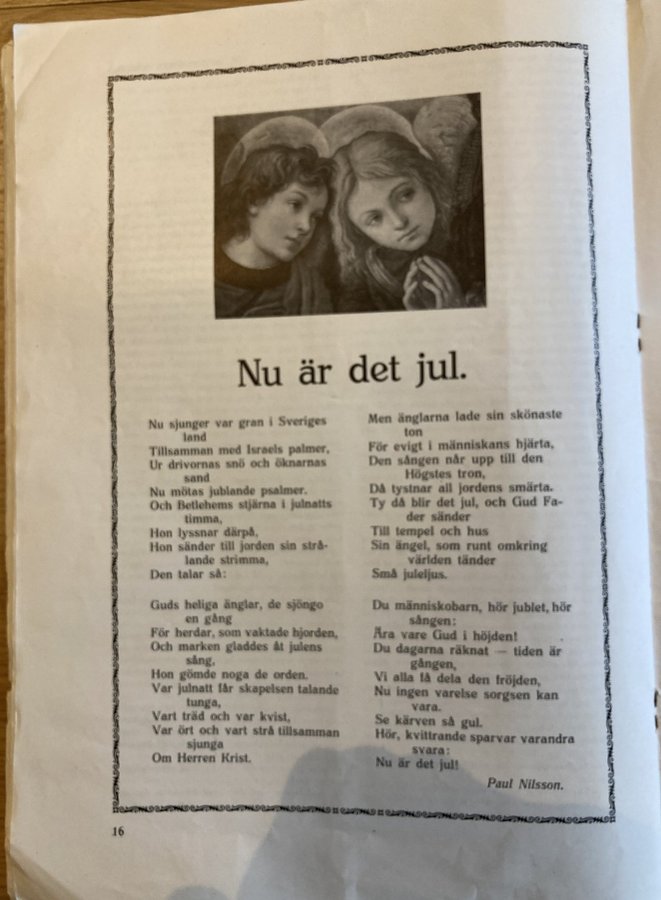 Nu är det jul.
Nu sjunger var gran i Sveriges
land
Tillsamman med Israels palmer,
Ur drivornas snö och öknarnas
sand
Nu mötas jublande psalmer.
Och Betlehems stjärna i julnatts
timma,
Hon lyssnar därpå,
Hon sänder till jorden sin strå-
lande strimma,
Den talar så:
Guds heliga änglar, de sjöngo
en gång
För herdar, som vaktade hjorden,
Och marken gladdes åt julens
sång,
Hon gömde noga de orden.
Var julnatt får skapelsen talande
tunga,
Vart träd och var kvist,
Var ört och vart strå tillsamman
sjunga
Om Herren Krist.
Men änglarna lade sin skönaste
ton
För evigt i människans hjärta,
Den sången når upp till den
Högstes tron,
Då tystnar all jordens smärta.
Ty då blir det jul, och Gud Fa-
der sänder
Till tempel och hus
Sin ängel, som runt omkring
världen tänder
Små juleljus.
Du människobarn, hör jublet, hör
sången:
Ära vare Gud i höjden!
Du dagarna räknat — tiden är
gången,
Vi alla få dela den fröjden,
Nu ingen varelse sorgsen kan
vara.
Se kärven så gul.
Hör, kvittrande sparvar varandra
svara:
Nu är det jul!
Paul Nilsson.
16